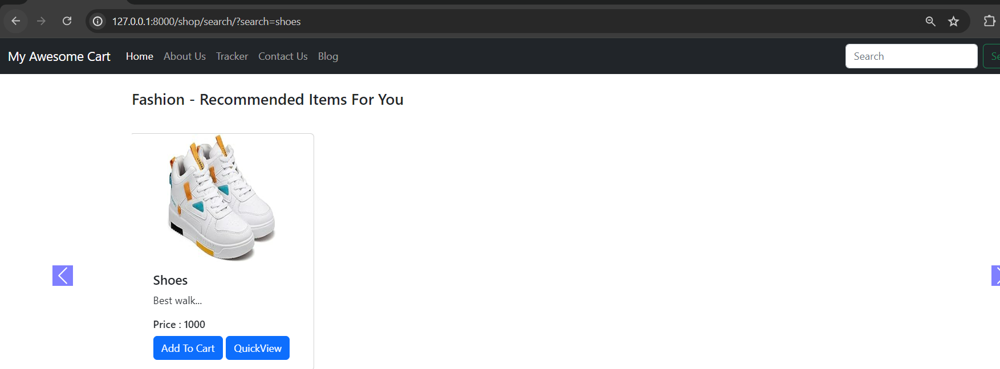 127.0.0.1:8000/shop/search/?search=shoes
My Awesome Cart Home About Us Tracker Contact Us Blog Search
Fashion - Recommended Items For You
Shoes
Best walk...
Price : 1000
Add To Cart QuickView